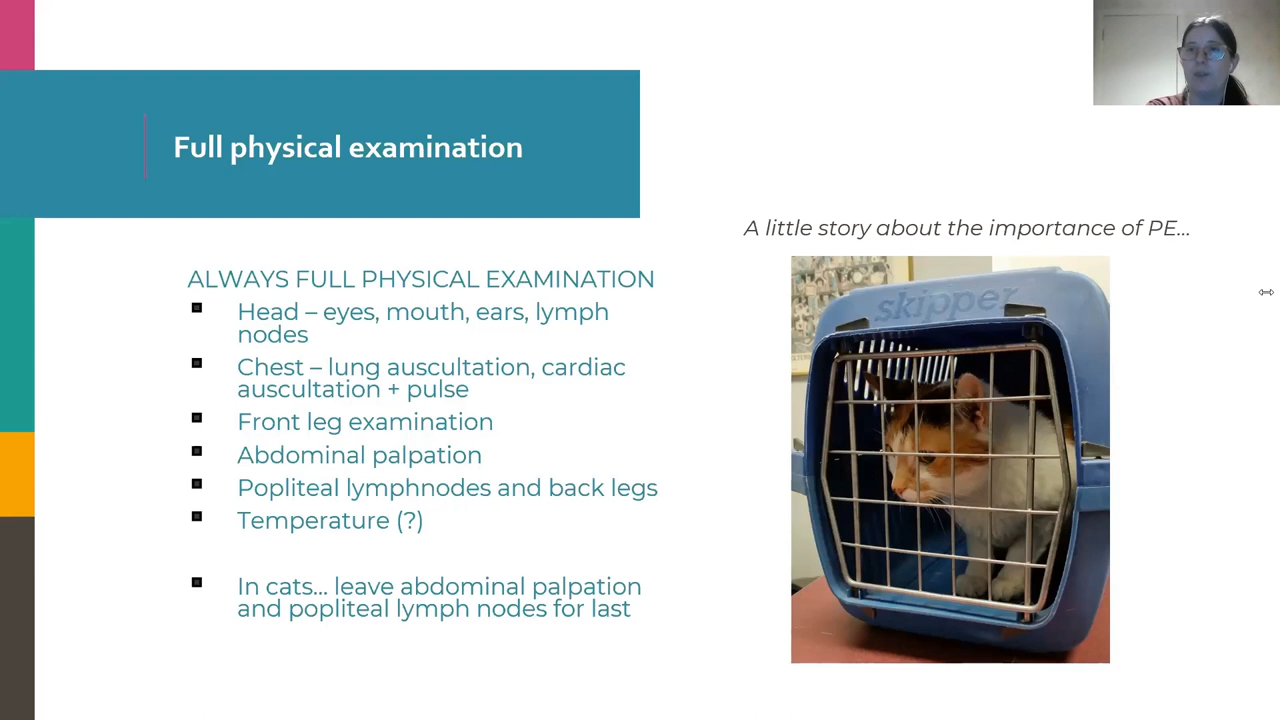 Full physical examination
A little story about the importance of PE...
ALWAYS FULL PHYSICAL EXAMINATION
Head – eyes, mouth, ears, lymph
nodes
Chest – lung auscultation, cardiac
auscultation + pulse
Front leg examination
Abdominal palpation
Popliteal lymphnodes and back legs
Temperature (?)
In cats... leave abdominal palpation
and popliteal lymph nodes for last
skipper